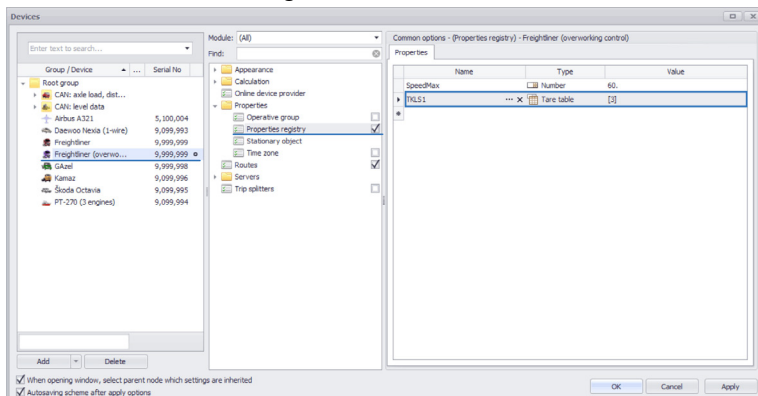 Devices
Enter text to search...
Group / Device ... Serial No
Root group
CAN: axle load, dist...
CAN: level data
Airbus A321 5,100,004
Daewoo Nexia (1-wire) 9,099,993
Freightliner 9,999,999
Freightliner (overwo... 9,999,999
GAzel 9,099,998
Kamaz 9,099,996
Škoda Octavia 9,099,995
PT-270 (3 engines) 9,099,994
Add Delete
Module: (All)
Find:
Appearance
Calculation
Online device provider
Properties
Operative group
Properties registry
Stationary object
Time zone
Routes
Servers
Trip splitters
Common options - (Properties registry) - Freightliner (overworking control)
Properties
Name Type Value
SpeedMax Number 60.
TKLS1 ... Tare table [3]
When opening window, select parent node which settings are inherited
Autosaving scheme after apply options
OK Cancel Apply